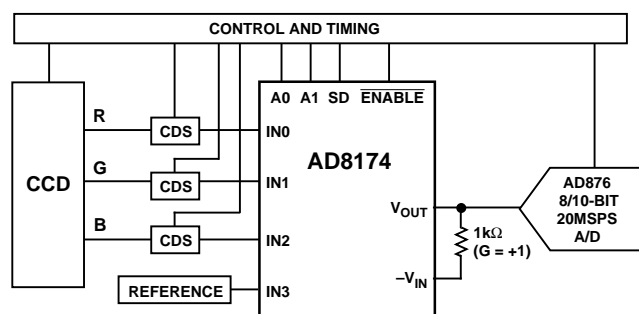 CONTROL AND TIMING
A0 A1 SD ENABLE
R
CDS
IN0
AD8174
G
CCD
CDS
IN1
AD876
8/10-BIT
20MSPS
A/D
VOUT
B
CDS
IN2
1kΩ
(G = +1)
–VIN
REFERENCE
IN3